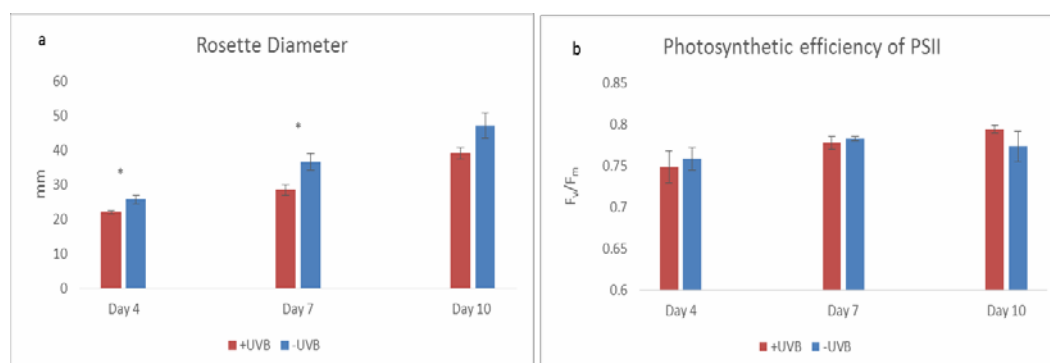 a
Rosette Diameter
60
50
40
30
20
10
0
mm
*
*
Day 4
Day 7
Day 10
+UVB
-UVB
b
Photosynthetic efficiency of PSII
0.85
0.8
0.75
0.7
0.65
0.6
Fv/Fm
Day 4
Day 7
Day 10
+UVB
-UVB